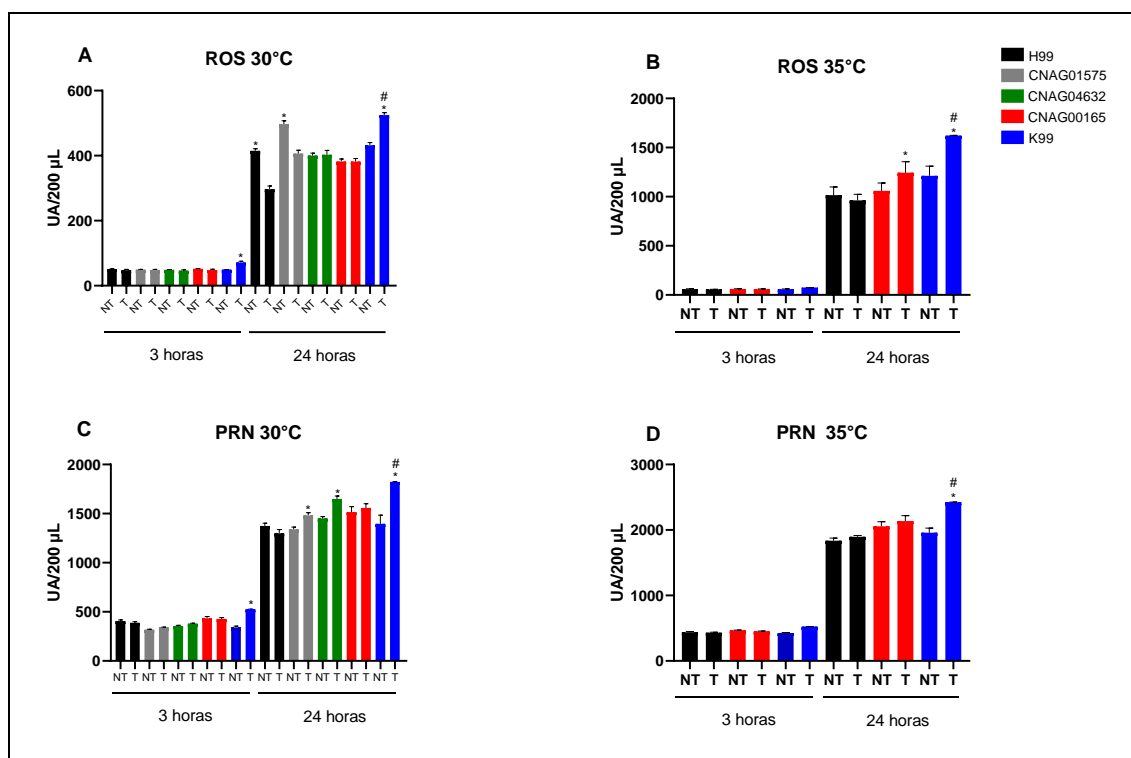 A
ROS 30°C
600
400
200
0
UA/200 µL
*
*
*
#
*
NT T NT T NT T NT T NT T NT T NT T NT T NT T NT T
3 horas
24 horas
B
ROS 35°C
2000
1500
1000
500
0
UA/200 µL
*
#
*
NT T NT T NT T NT T NT T NT T
3 horas
24 horas
H99
CNAG01575
CNAG04632
CNAG00165
K99
C
PRN 30°C
2000
1500
1000
500
0
UA/200 µL
*
*
*
#
*
NT T NT T NT T NT T NT T NT T NT T NT T NT T NT T
3 horas
24 horas
D
PRN 35°C
3000
2000
1000
0
UA/200 µL
#
*
NT T NT T NT T NT T NT T NT T
3 horas
24 horas